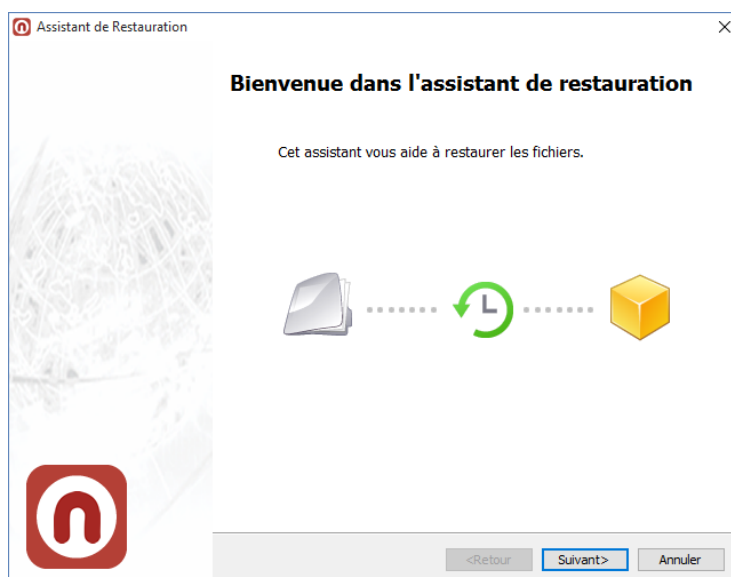 Assistant de Restauration
Bienvenue dans l'assistant de restauration
Cet assistant vous aide à restaurer les fichiers.
<Retour
Suivant>
Annuler